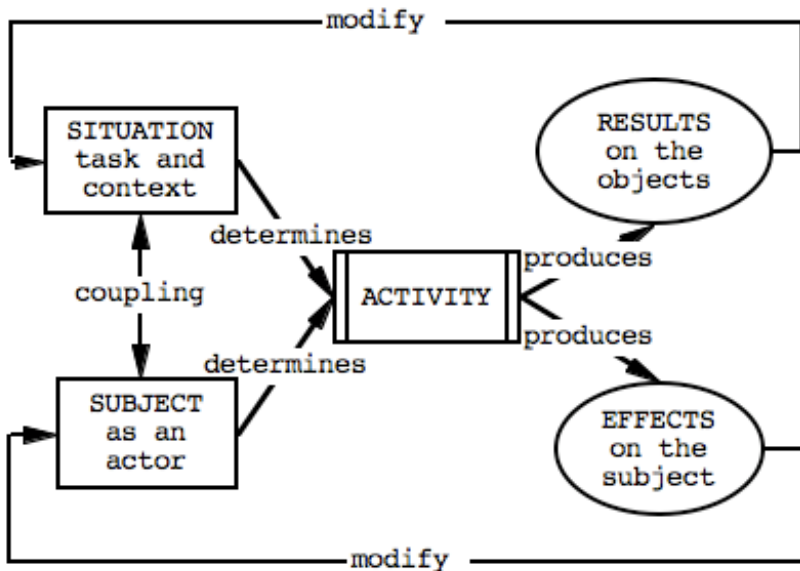 modify
SITUATION
task and
context
RESULTS
on the
objects
determines
produces
coupling
ACTIVITY
produces
determines
SUBJECT
as an
actor
EFFECTS
on the
subject
modify